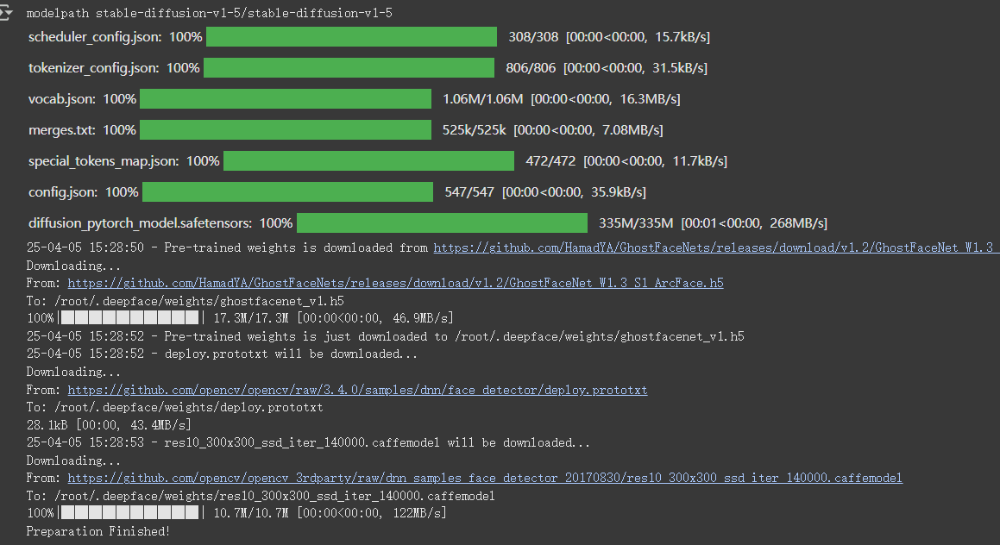 modelpath stable-diffusion-v1-5/stable-diffusion-v1-5
scheduler_config.json: 100% 308/308 [00:00<00:00, 15.7kB/s]
tokenizer_config.json: 100% 806/806 [00:00<00:00, 31.5kB/s]
vocab.json: 100% 1.06M/1.06M [00:00<00:00, 16.3MB/s]
merges.txt: 100% 525k/525k [00:00<00:00, 7.08MB/s]
special_tokens_map.json: 100% 472/472 [00:00<00:00, 11.7kB/s]
config.json: 100% 547/547 [00:00<00:00, 35.9kB/s]
diffusion_pytorch_model.safetensors: 100% 335M/335M [00:01<00:00, 268MB/s]
25-04-05 15:28:50 - Pre-trained weights is downloaded from https://github.com/HamadYA/GhostFaceNets/releases/download/v1.2/GhostFaceNet_W1.3_
Downloading...
From: https://github.com/HamadYA/GhostFaceNets/releases/download/v1.2/GhostFaceNet_W1.3_S1_ArcFace.h5
To: /root/.deepface/weights/ghostfacenet_v1.h5
100%|██████████| 17.3M/17.3M [00:00<00:00, 46.9MB/s]
25-04-05 15:28:52 - Pre-trained weights is just downloaded to /root/.deepface/weights/ghostfacenet_v1.h5
25-04-05 15:28:52 - deploy.prototxt will be downloaded...
Downloading...
From: https://github.com/opencv/opencv/raw/3.4.0/samples/dnn/face_detector/deploy.prototxt
To: /root/.deepface/weights/deploy.prototxt
28.1kB [00:00, 43.4MB/s]
25-04-05 15:28:53 - res10_300x300_ssd_iter_140000.caffemodel will be downloaded...
Downloading...
From: https://github.com/opencv/opencv_3rdparty/raw/dnn_samples_face_detector_20170830/res10_300x300_ssd_iter_140000.caffemodel
To: /root/.deepface/weights/res10_300x300_ssd_iter_140000.caffemodel
100%|██████████| 10.7M/10.7M [00:00<00:00, 122MB/s]
Preparation Finished!